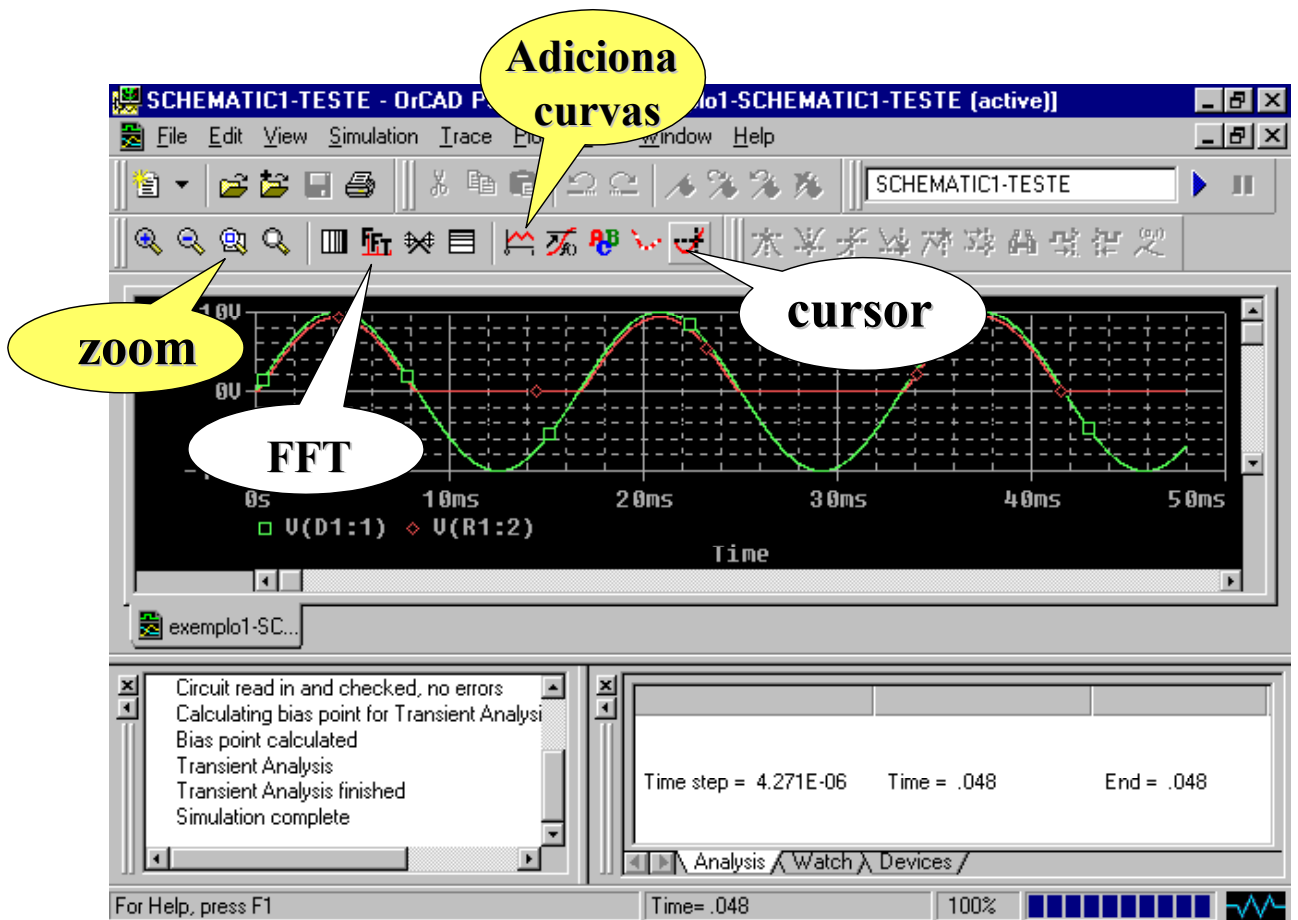 Adiciona
curvas
SCHEMATIC1-TESTE - OrCAD P lo1-SCHEMATIC1-TESTE (active)]
File Edit View Simulation Trace Window Help
SCHEMATIC1-TESTE
FFT
ABC
zoom
cursor
FFT
10V
0V
0s 10ms 20ms 30ms 40ms 50ms
V(D1:1) V(R1:2)
Time
exemplo1-SC...
Circuit read in and checked, no errors
Calculating bias point for Transient Analysi
Bias point calculated
Transient Analysis
Transient Analysis finished
Simulation complete
Time step = 4.271E-06 Time = .048 End = .048
Analysis Watch Devices
For Help, press F1 Time= .048 100%